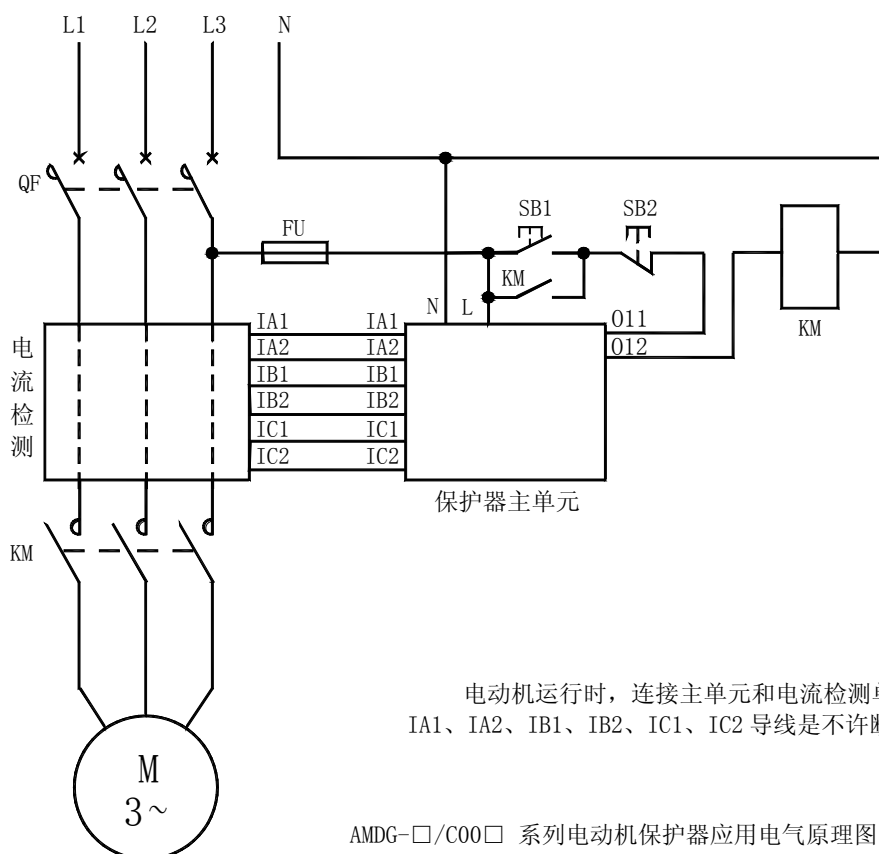 L1 L2 L3 N
QF
FU
SB1 SB2
KM
N L
O11
O12
KM
电流检测
IA1 IA1
IA2 IA2
IB1 IB1
IB2 IB2
IC1 IC1
IC2 IC2
保护器主单元
KM
电动机运行时，连接主单元和电流检测单
IA1、IA2、IB1、IB2、IC1、IC2 导线是不许断
M
3~
AMDG-□/C00□ 系列电动机保护器应用电气原理图